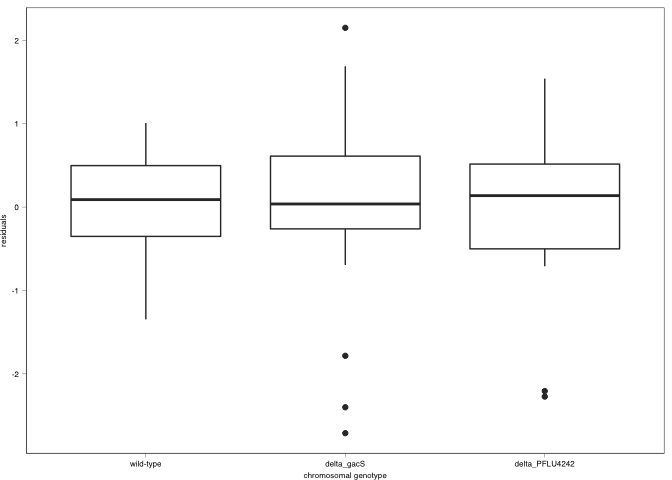 2
1
0
-1
-2
residuals
wild-type delta_gacS delta_PFLU4242
chromosomal genotype